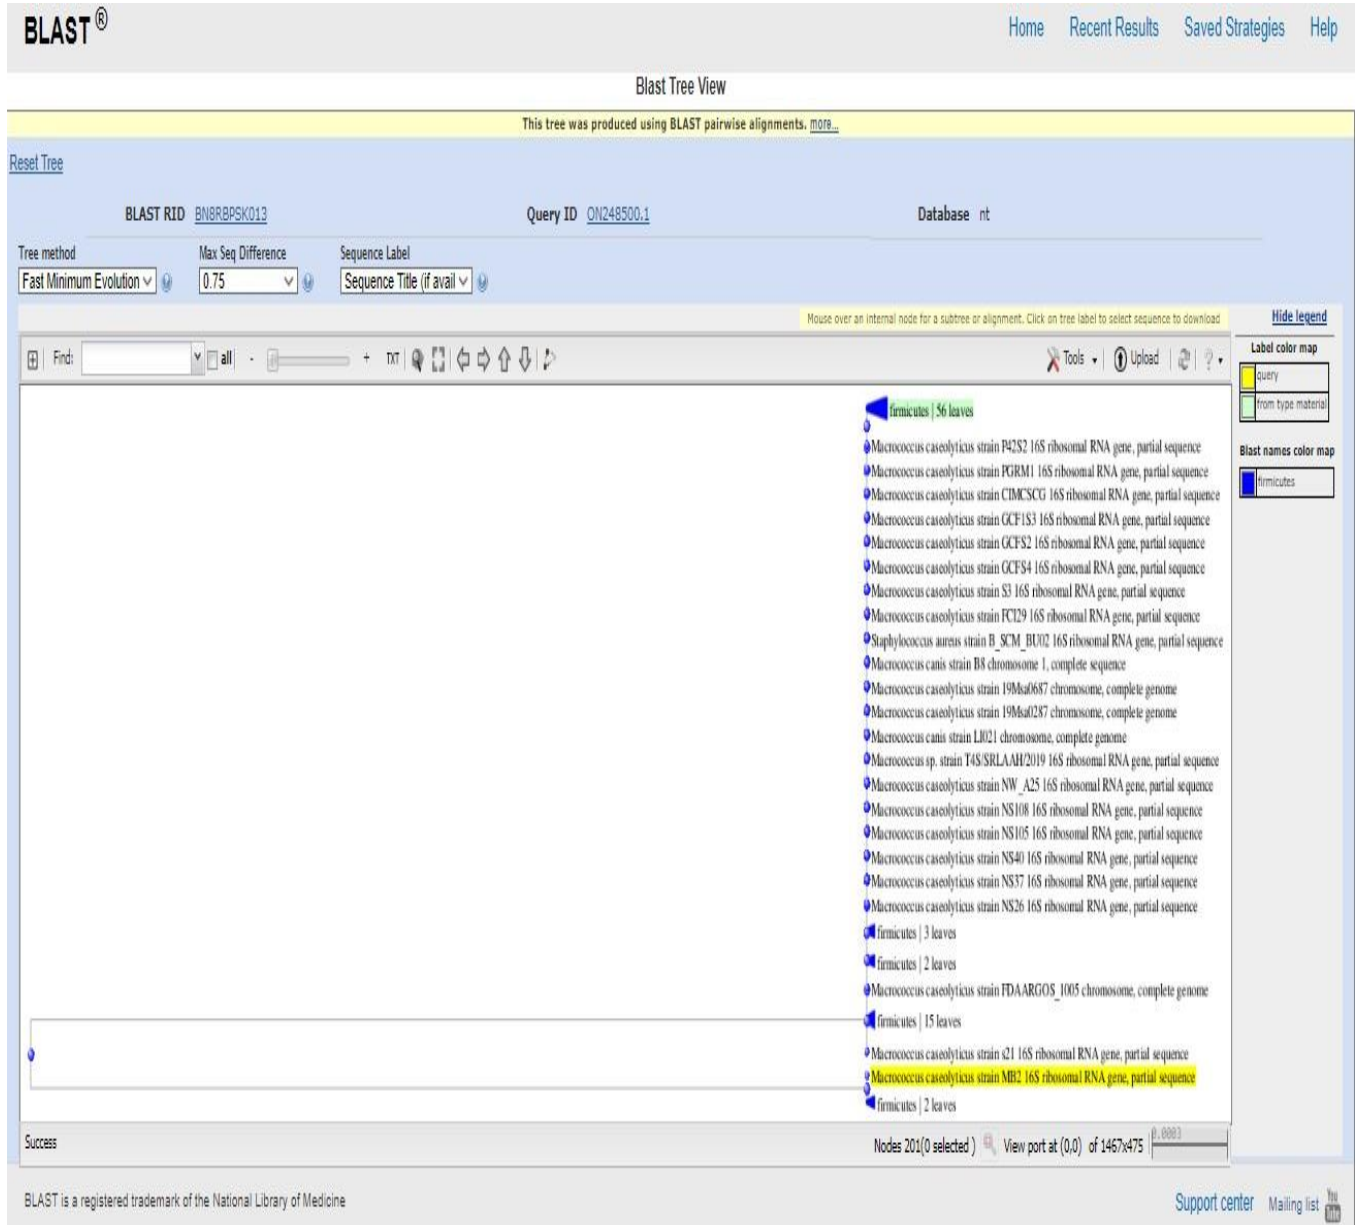 BLAST ®
Home Recent Results Saved Strategies Help
Blast Tree View
This tree was produced using BLAST pairwise alignments. more...
Reset Tree
BLAST RID BN8RBPSK013 Query ID ON248500.1 Database nt
Tree method Max Seq Difference Sequence Label
Fast Minimum Evolution 0.75 Sequence Title (if avail
Mouse over an internal node for a subtree or alignment. Click on tree label to select sequence to download
Hide legend
Find: all - + TXT Tools Upload ?
Label color map
query
from type material
Blast names color map
firmicutes
firmicutes | 56 leaves
Macrococcus caseolyticus strain P42S2 16S ribosomal RNA gene, partial sequence
Macrococcus caseolyticus strain PGRM1 16S ribosomal RNA gene, partial sequence
Macrococcus caseolyticus strain CIMCSCG 16S ribosomal RNA gene, partial sequence
Macrococcus caseolyticus strain GCF1S3 16S ribosomal RNA gene, partial sequence
Macrococcus caseolyticus strain GCFS2 16S ribosomal RNA gene, partial sequence
Macrococcus caseolyticus strain GCFS4 16S ribosomal RNA gene, partial sequence
Macrococcus caseolyticus strain S3 16S ribosomal RNA gene, partial sequence
Macrococcus caseolyticus strain FCI29 16S ribosomal RNA gene, partial sequence
Staphylococcus aureus strain B_SCM_BU02 16S ribosomal RNA gene, partial sequence
Macrococcus canis strain B8 chromosome 1, complete sequence
Macrococcus caseolyticus strain 19Msa0687 chromosome, complete genome
Macrococcus caseolyticus strain 19Msa0287 chromosome, complete genome
Macrococcus canis strain LI021 chromosome, complete genome
Macrococcus sp. strain T4S/SRLAAH/2019 16S ribosomal RNA gene, partial sequence
Macrococcus caseolyticus strain NW_A25 16S ribosomal RNA gene, partial sequence
Macrococcus caseolyticus strain NS108 16S ribosomal RNA gene, partial sequence
Macrococcus caseolyticus strain NS105 16S ribosomal RNA gene, partial sequence
Macrococcus caseolyticus strain NS40 16S ribosomal RNA gene, partial sequence
Macrococcus caseolyticus strain NS37 16S ribosomal RNA gene, partial sequence
Macrococcus caseolyticus strain NS26 16S ribosomal RNA gene, partial sequence
firmicutes | 3 leaves
firmicutes | 2 leaves
Macrococcus caseolyticus strain FDAARGOS_1005 chromosome, complete genome
firmicutes | 15 leaves
Macrococcus caseolyticus strain s21 16S ribosomal RNA gene, partial sequence
Macrococcus caseolyticus strain MB2 16S ribosomal RNA gene, partial sequence
firmicutes | 2 leaves
Success Nodes 201(0 selected ) View port at (0,0) of 1467x475 0.0003
BLAST is a registered trademark of the National Library of Medicine
Support center Mailing list You Tube